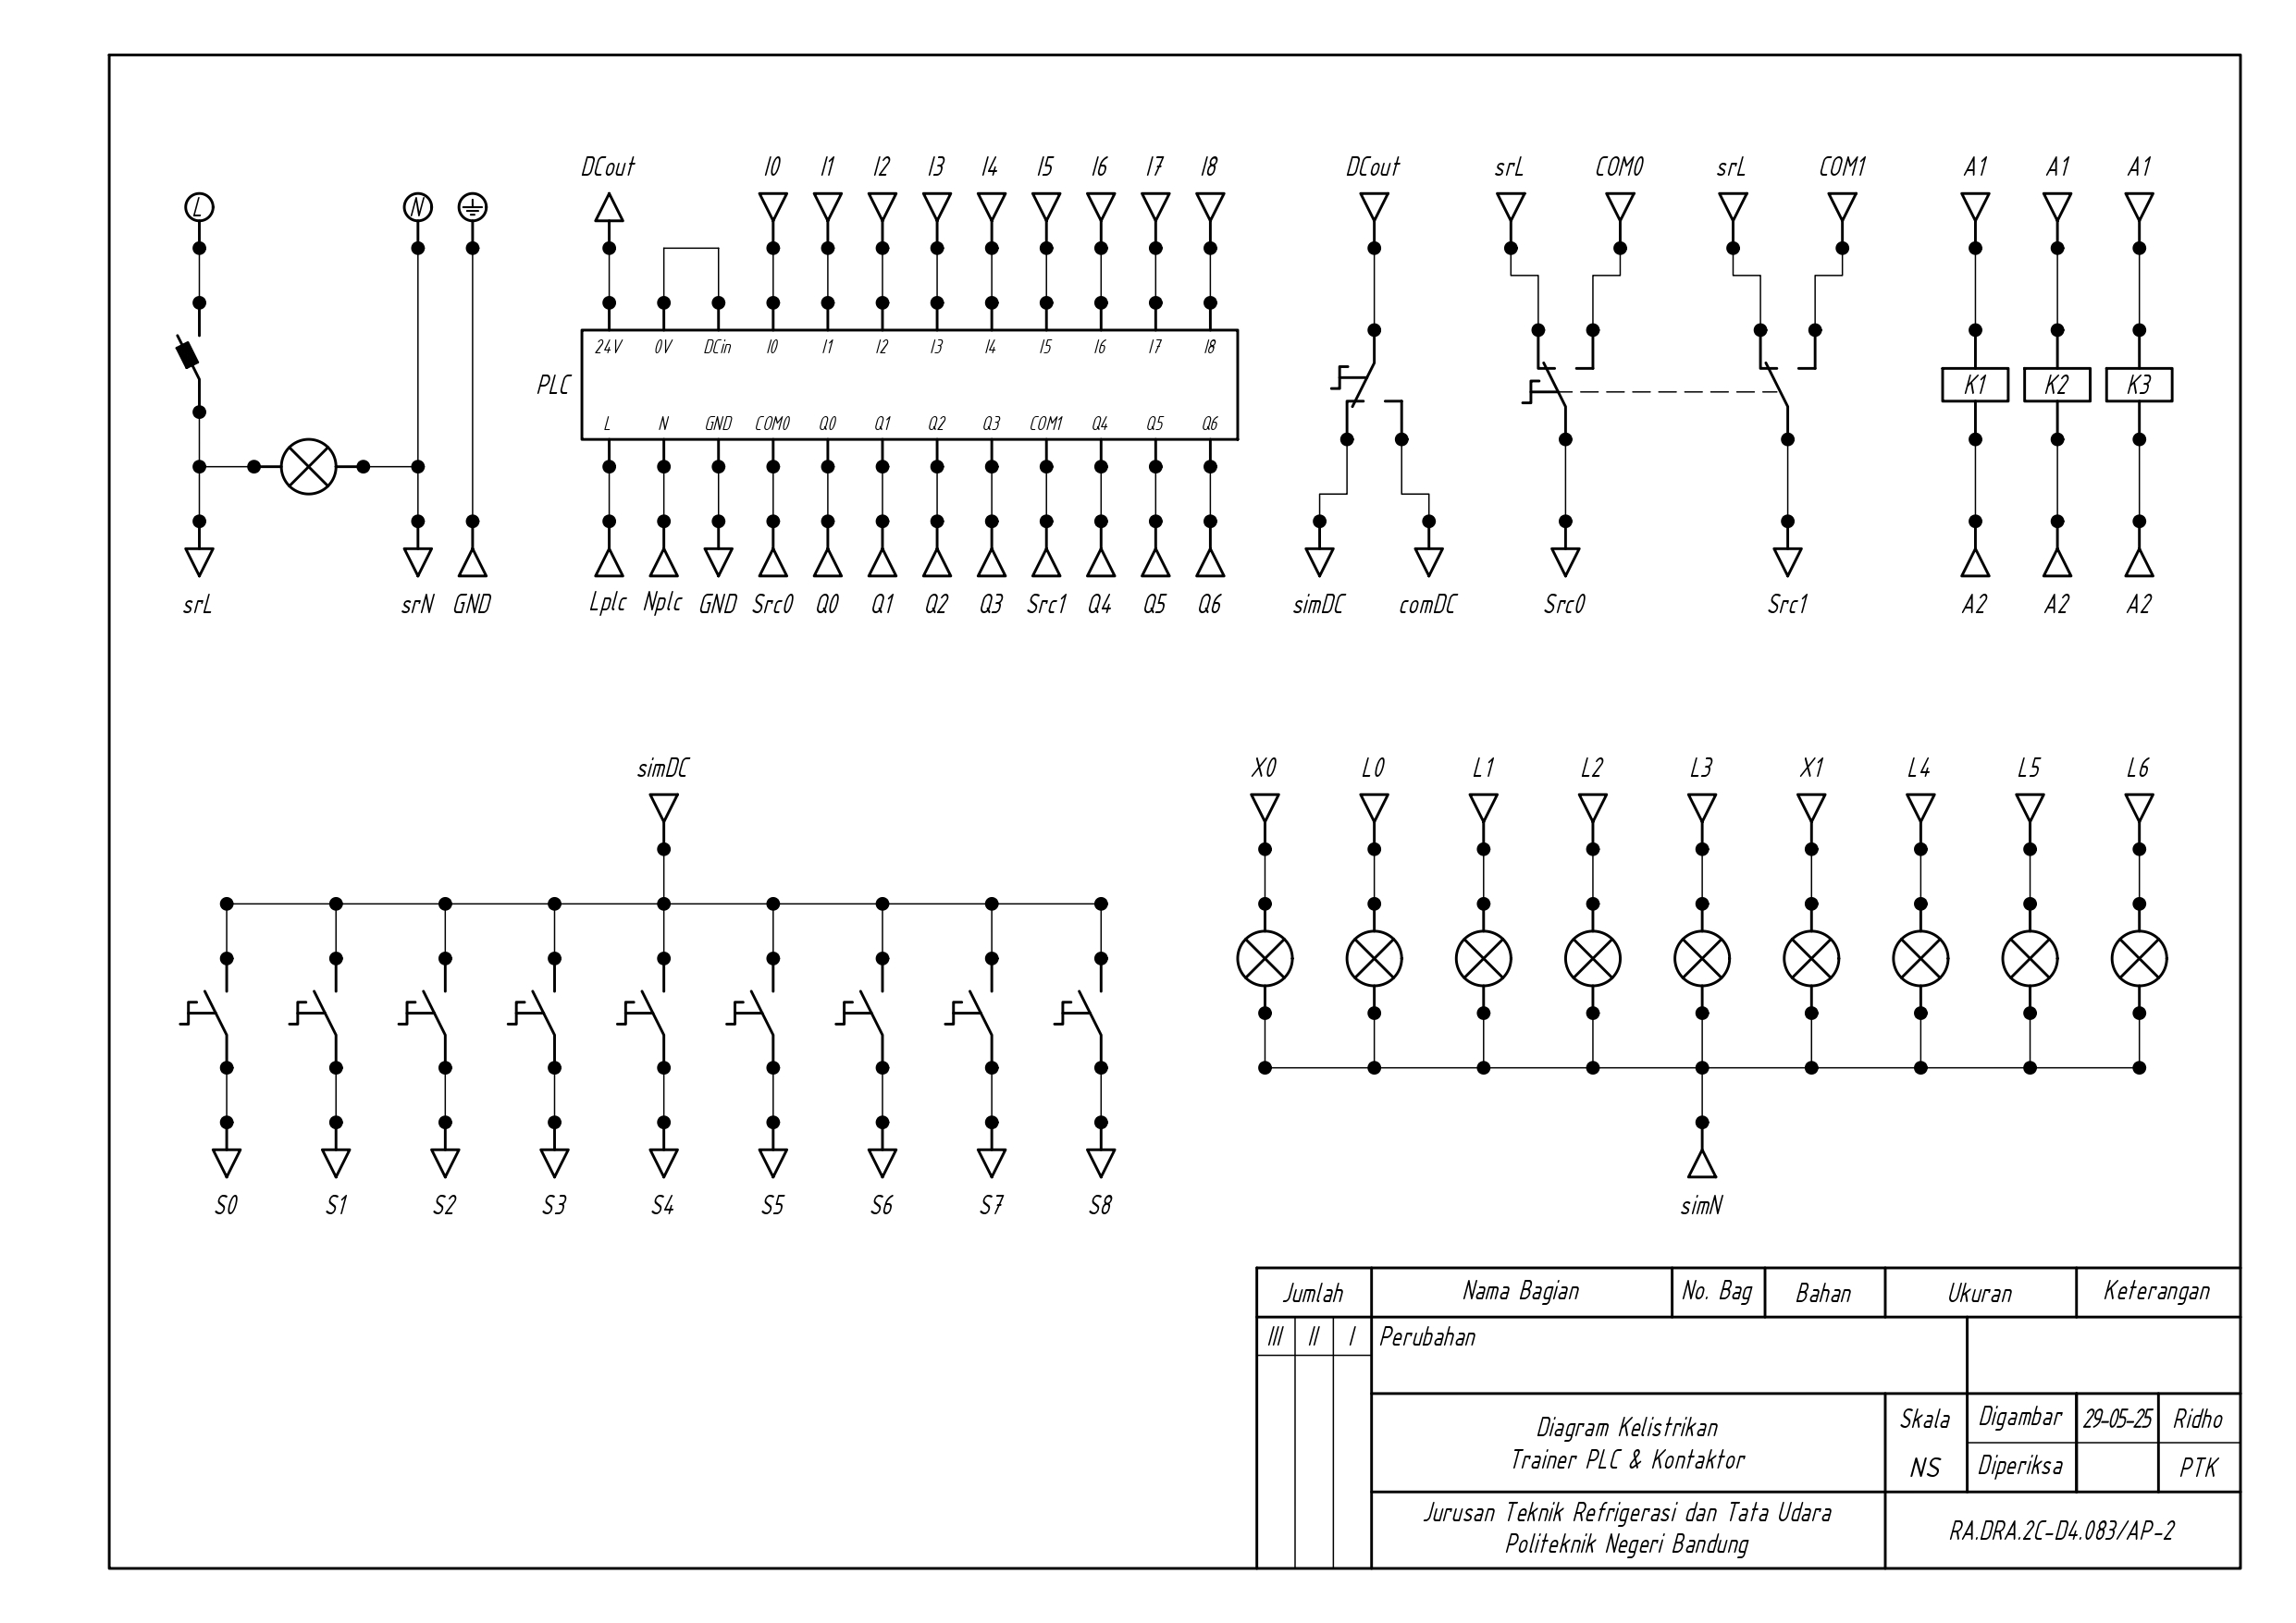 DCout I0 I1 I2 I3 I4 I5 I6 I7 I8 DCout srL COM0 srL COM1 A1 A1 A1
L N
24V 0V DCin I0 I1 I2 I3 I4 I5 I6 I7 I8
PLC K1 K2 K3
L N GND COM0 Q0 Q1 Q2 Q3 COM1 Q4 Q5 Q6
srL srN GND Lplc Nplc GND Src0 Q0 Q1 Q2 Q3 Src1 Q4 Q5 Q6 simDC comDC Src0 Src1 A2 A2 A2
simDC X0 L0 L1 L2 L3 X1 L4 L5 L6
S0 S1 S2 S3 S4 S5 S6 S7 S8 simN
Jumlah Nama Bagian No. Bag Bahan Ukuran Keterangan
III II I Perubahan
Diagram Kelistrikan
Trainer PLC & Kontaktor
Skala Digambar 29-05-25 Ridho
NS Diperiksa PTK
Jurusan Teknik Refrigerasi dan Tata Udara
Politeknik Negeri Bandung
RA.DRA.2C-D4.083/AP-2